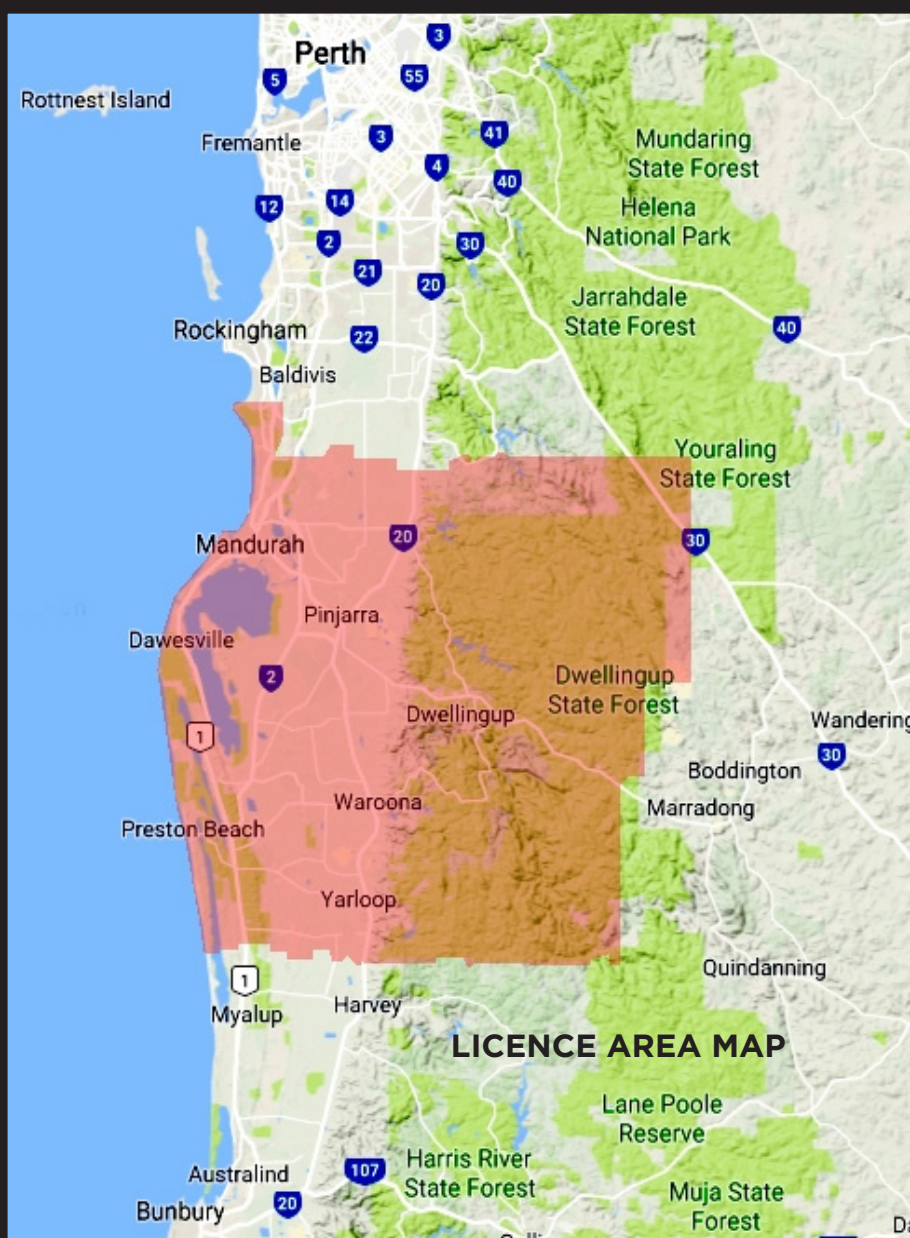 3
Perth
5
55
Rottnest Island
3
41
Fremantle
Mundaring
State Forest
4
40
12
14
Helena
National Park
2
30
21
20
Jarrahdale
State Forest
Rockingham
22
40
Baldivis
Youraling
State Forest
20
30
Mandurah
Pinjarra
Dawesville
2
Dwellingup
State Forest
Dwellingup
Wandering
1
30
Boddington
Waroona
Marradong
Preston Beach
Yarloop
Quindanning
1
Harvey
Myalup
LICENCE AREA MAP
Lane Poole
Reserve
Harris River
State Forest
107
Australind
20
Muja State
Forest
Bunbury